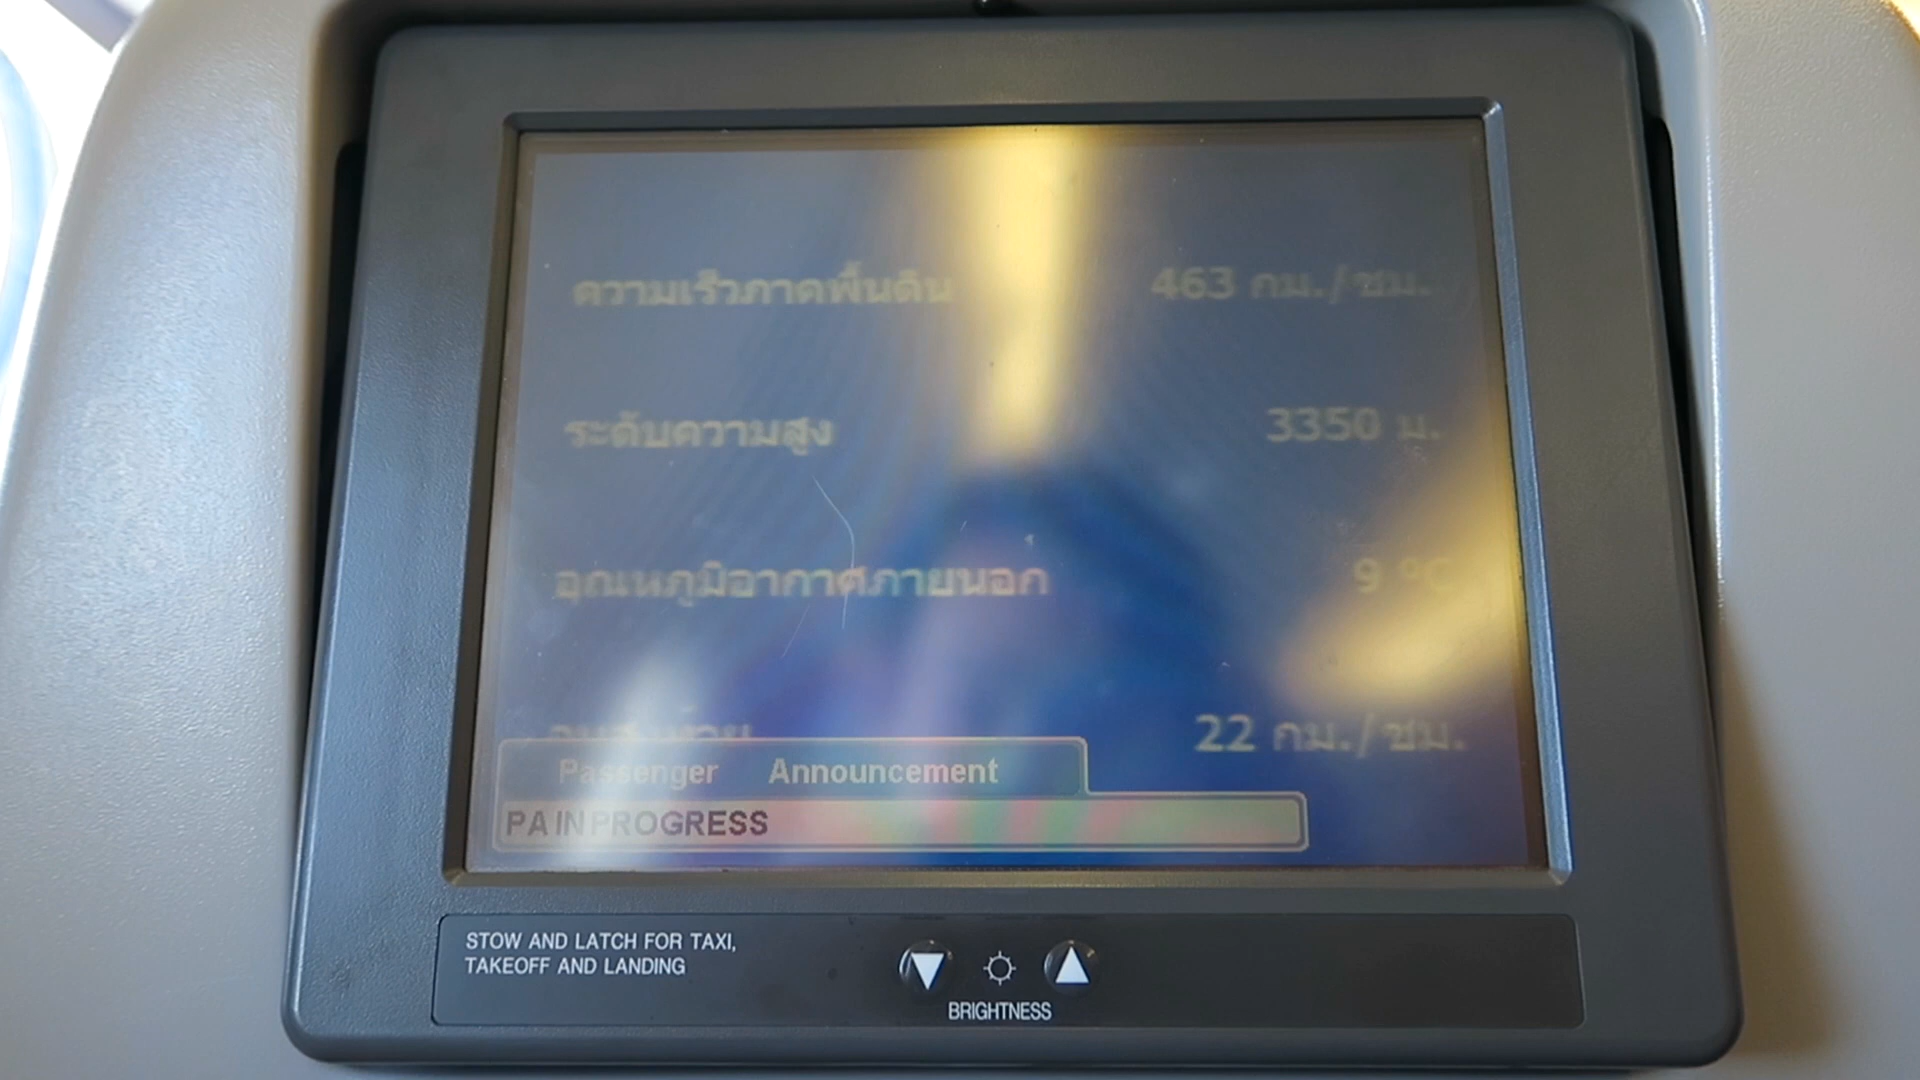 ความเร็วภาคพื้นดิน 463 กม./ชม.
ระดับความสูง 3350 ม.
อุณหภูมิอากาศภายนอก 9 °C
22 กม./ชม.
Passenger Announcement
PA IN PROGRESS
STOW AND LATCH FOR TAXI,
TAKEOFF AND LANDING
BRIGHTNESS